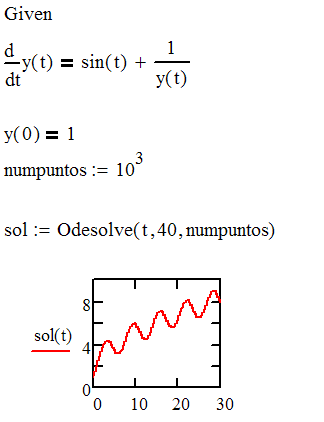 Given
d/dt y(t) = sin(t) + 1/y(t)
y(0) = 1
numpuntos := 10^3
sol := Odesolve(t,40,numpuntos)
8
sol(t) 4
0
0 10 20 30